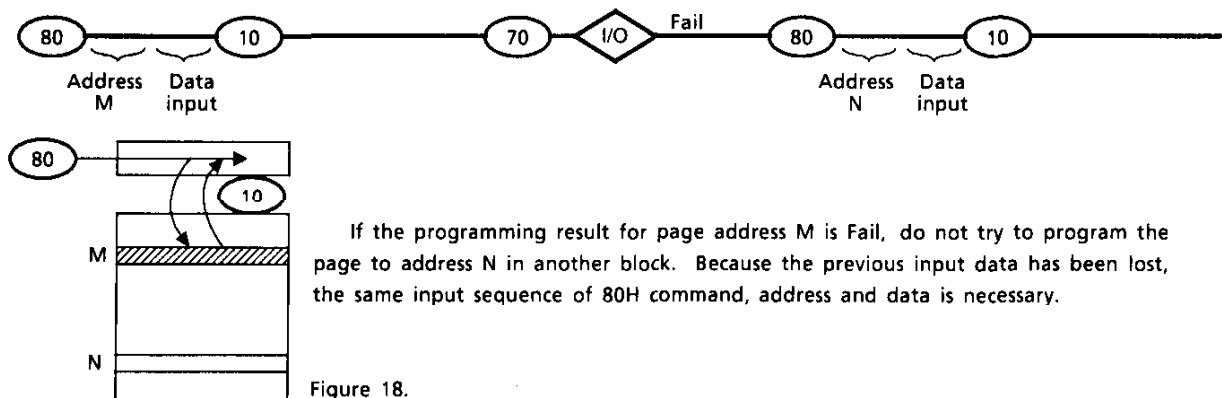 80 10 70 I/O Fail 80 10
Address Data Address Data
M input N input
80
10
M
If the programming result for page address M is Fail, do not try to program the
page to address N in another block. Because the previous input data has been lost,
the same input sequence of 80H command, address and data is necessary.
N
Figure 18.